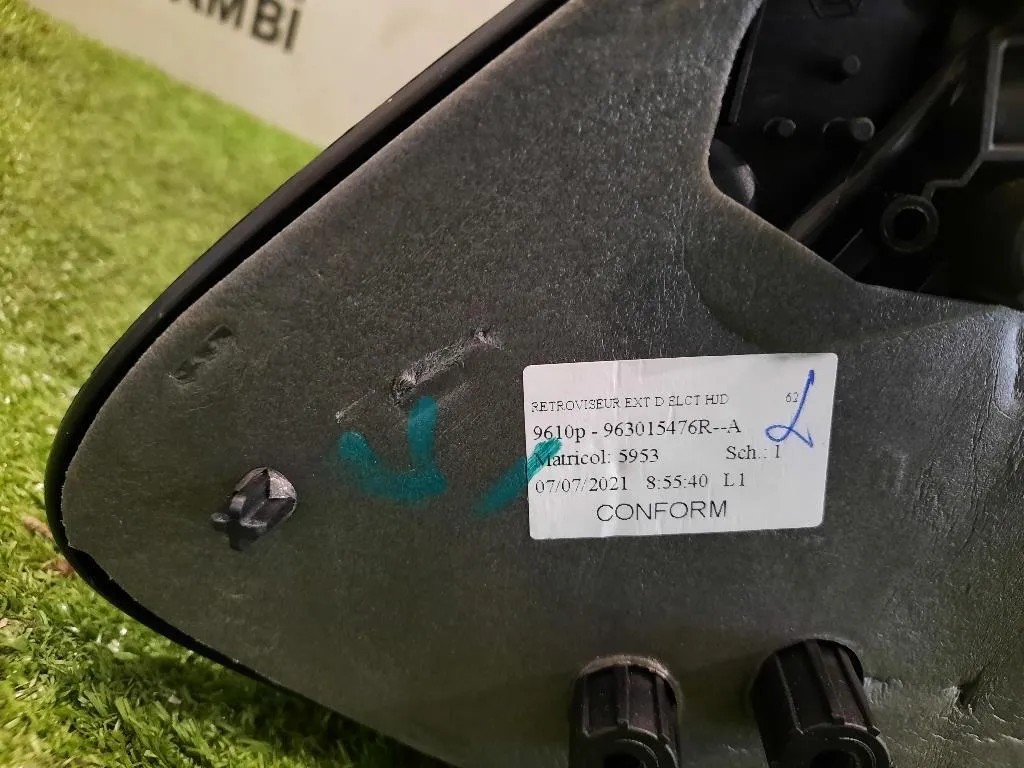 AMBI
RETROVISEUR EXT D ELCT HJD 62
9610p - 963015476R--A
Matricol: 5953 Sch.: 1
07/07/2021 8:55:40 L1
CONFORM